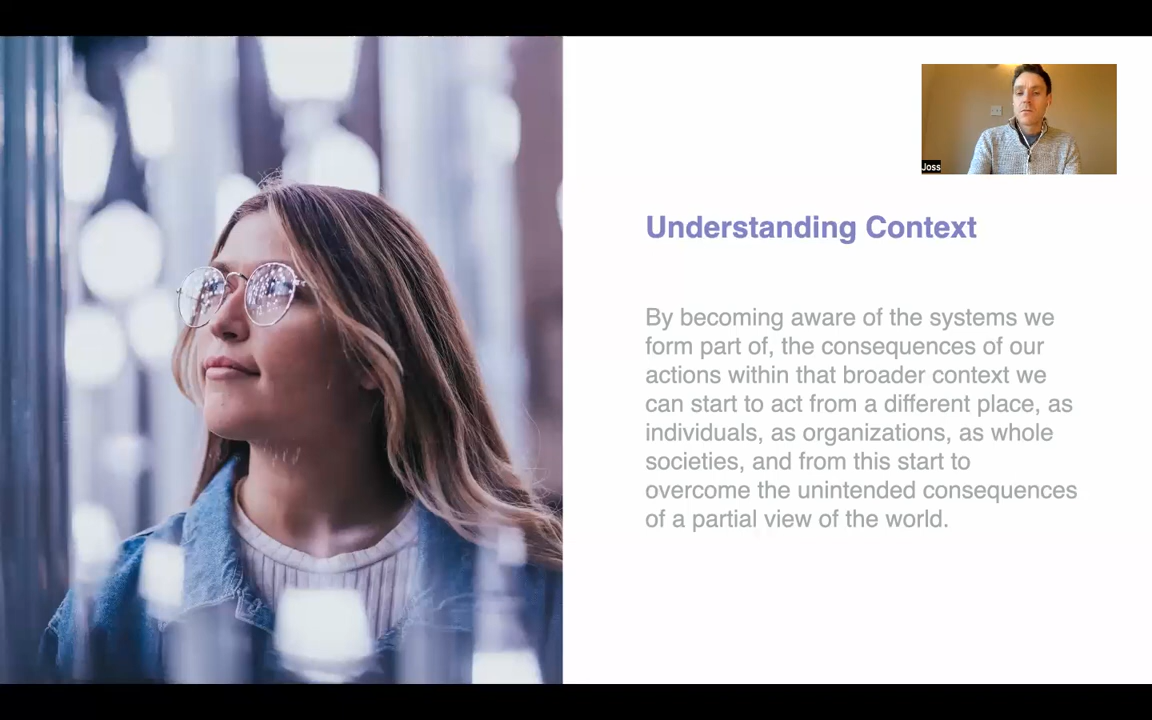 Joss
Understanding Context
By becoming aware of the systems we
form part of, the consequences of our
actions within that broader context we
can start to act from a different place, as
individuals, as organizations, as whole
societies, and from this start to
overcome the unintended consequences
of a partial view of the world.